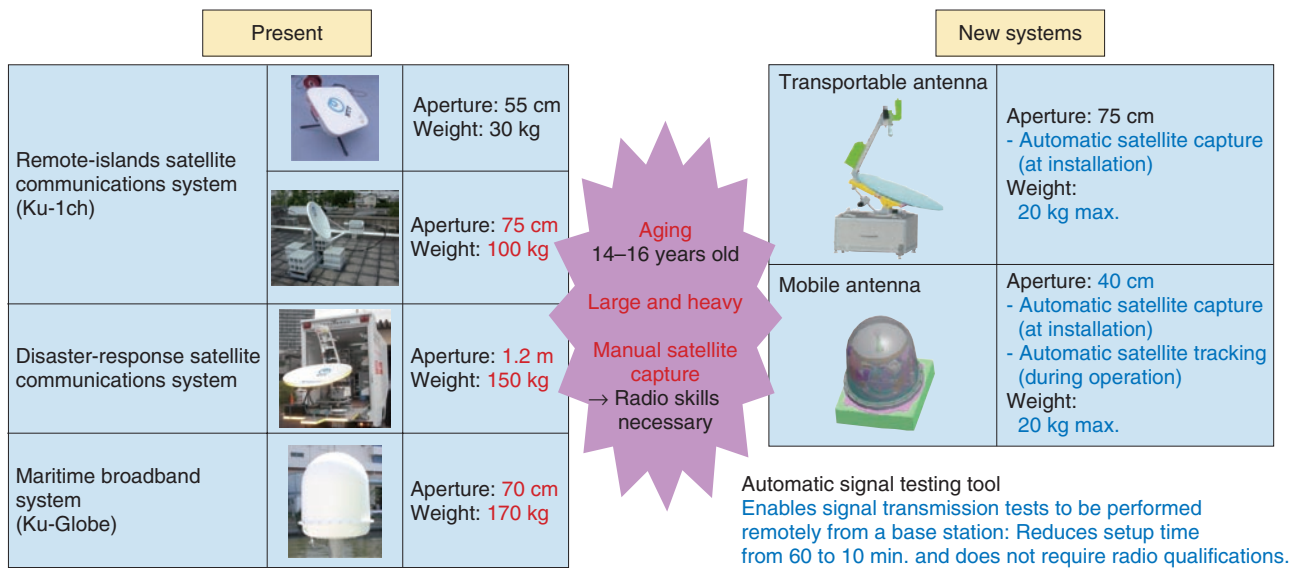 Present
Remote-islands satellite
communications system
(Ku-1ch)
Aperture: 55 cm
Weight: 30 kg
Aperture: 75 cm
Weight: 100 kg
Disaster-response satellite
communications system
Aperture: 1.2 m
Weight: 150 kg
Maritime broadband
system
(Ku-Globe)
Aperture: 70 cm
Weight: 170 kg
Aging
14–16 years old
Large and heavy
Manual satellite
capture
→ Radio skills
necessary
New systems
Transportable antenna
Aperture: 75 cm
- Automatic satellite capture
(at installation)
Weight:
20 kg max.
Mobile antenna
Aperture: 40 cm
- Automatic satellite capture
(at installation)
- Automatic satellite tracking
(during operation)
Weight:
20 kg max.
Automatic signal testing tool
Enables signal transmission tests to be performed
remotely from a base station: Reduces setup time
from 60 to 10 min. and does not require radio qualifications.